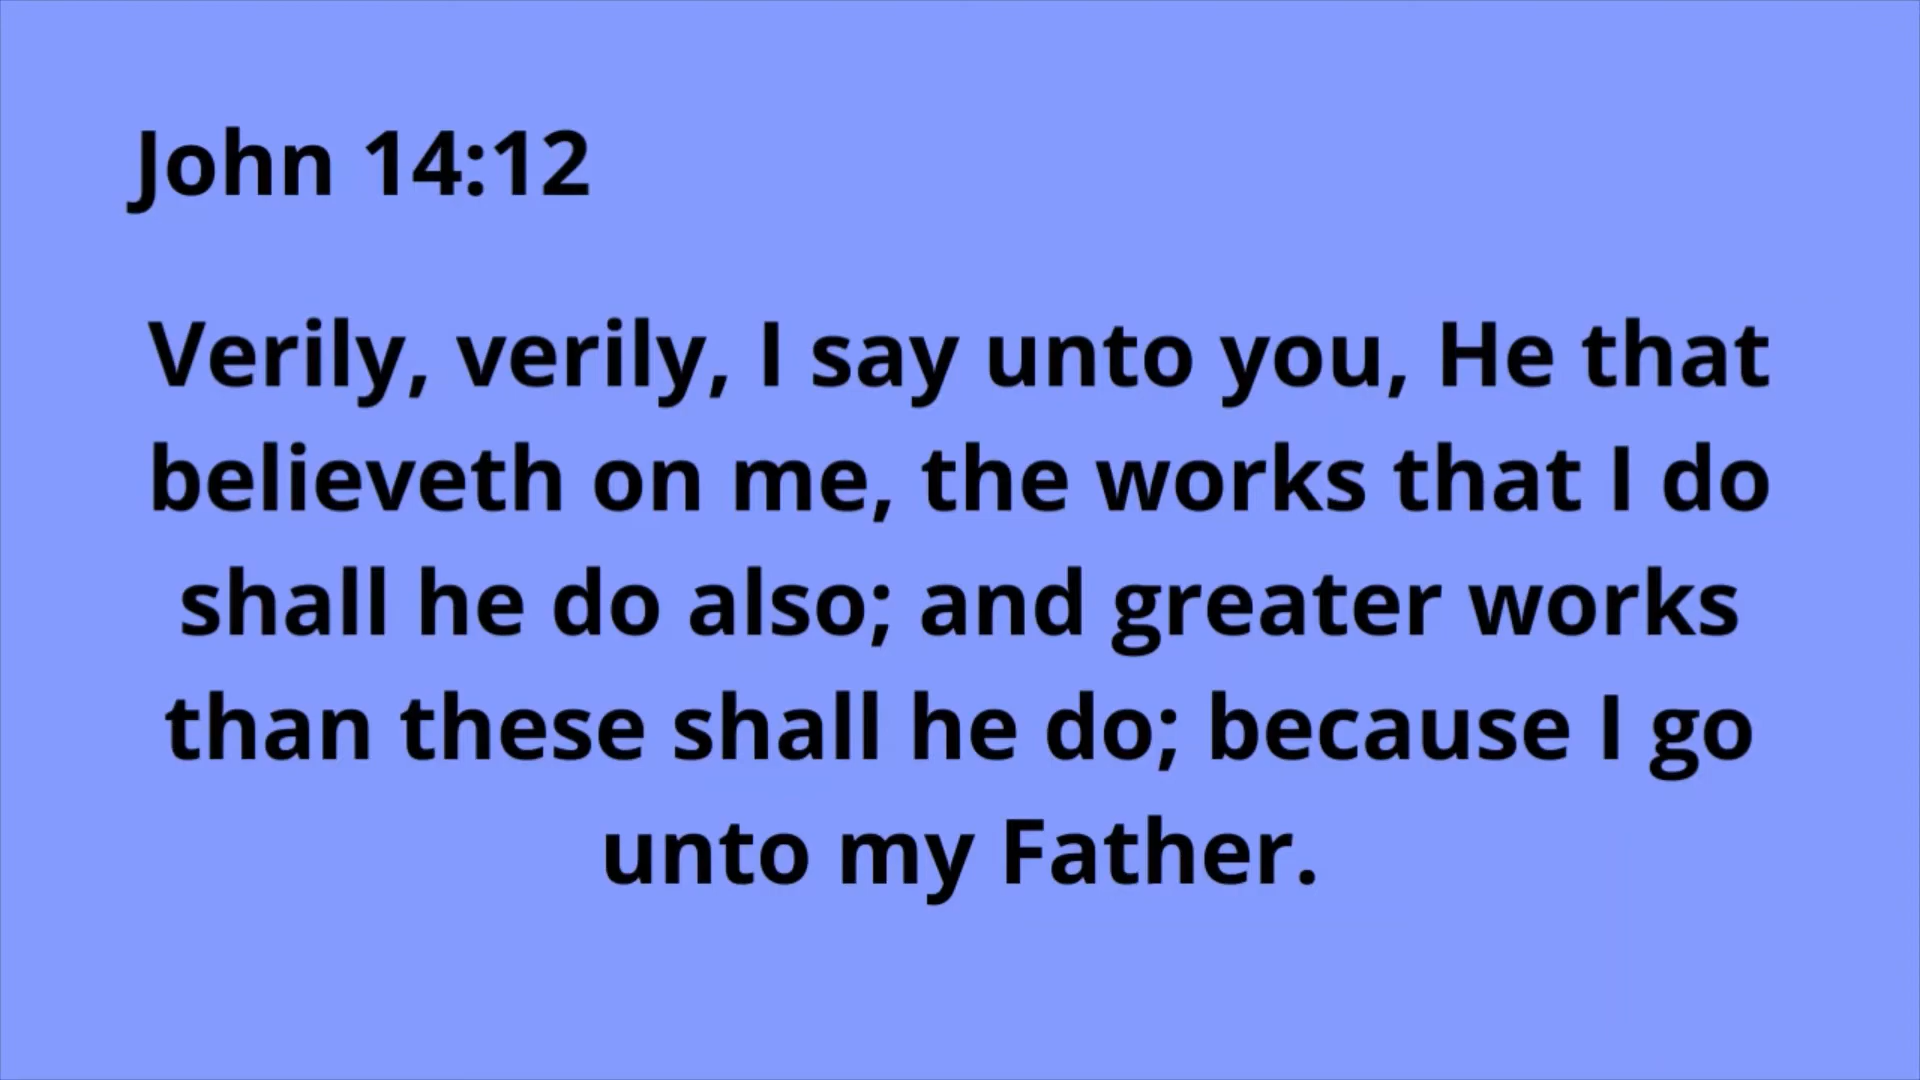 John 14:12
Verily, verily, I say unto you, He that
believeth on me, the works that I do
shall he do also; and greater works
than these shall he do; because I go
unto my Father.